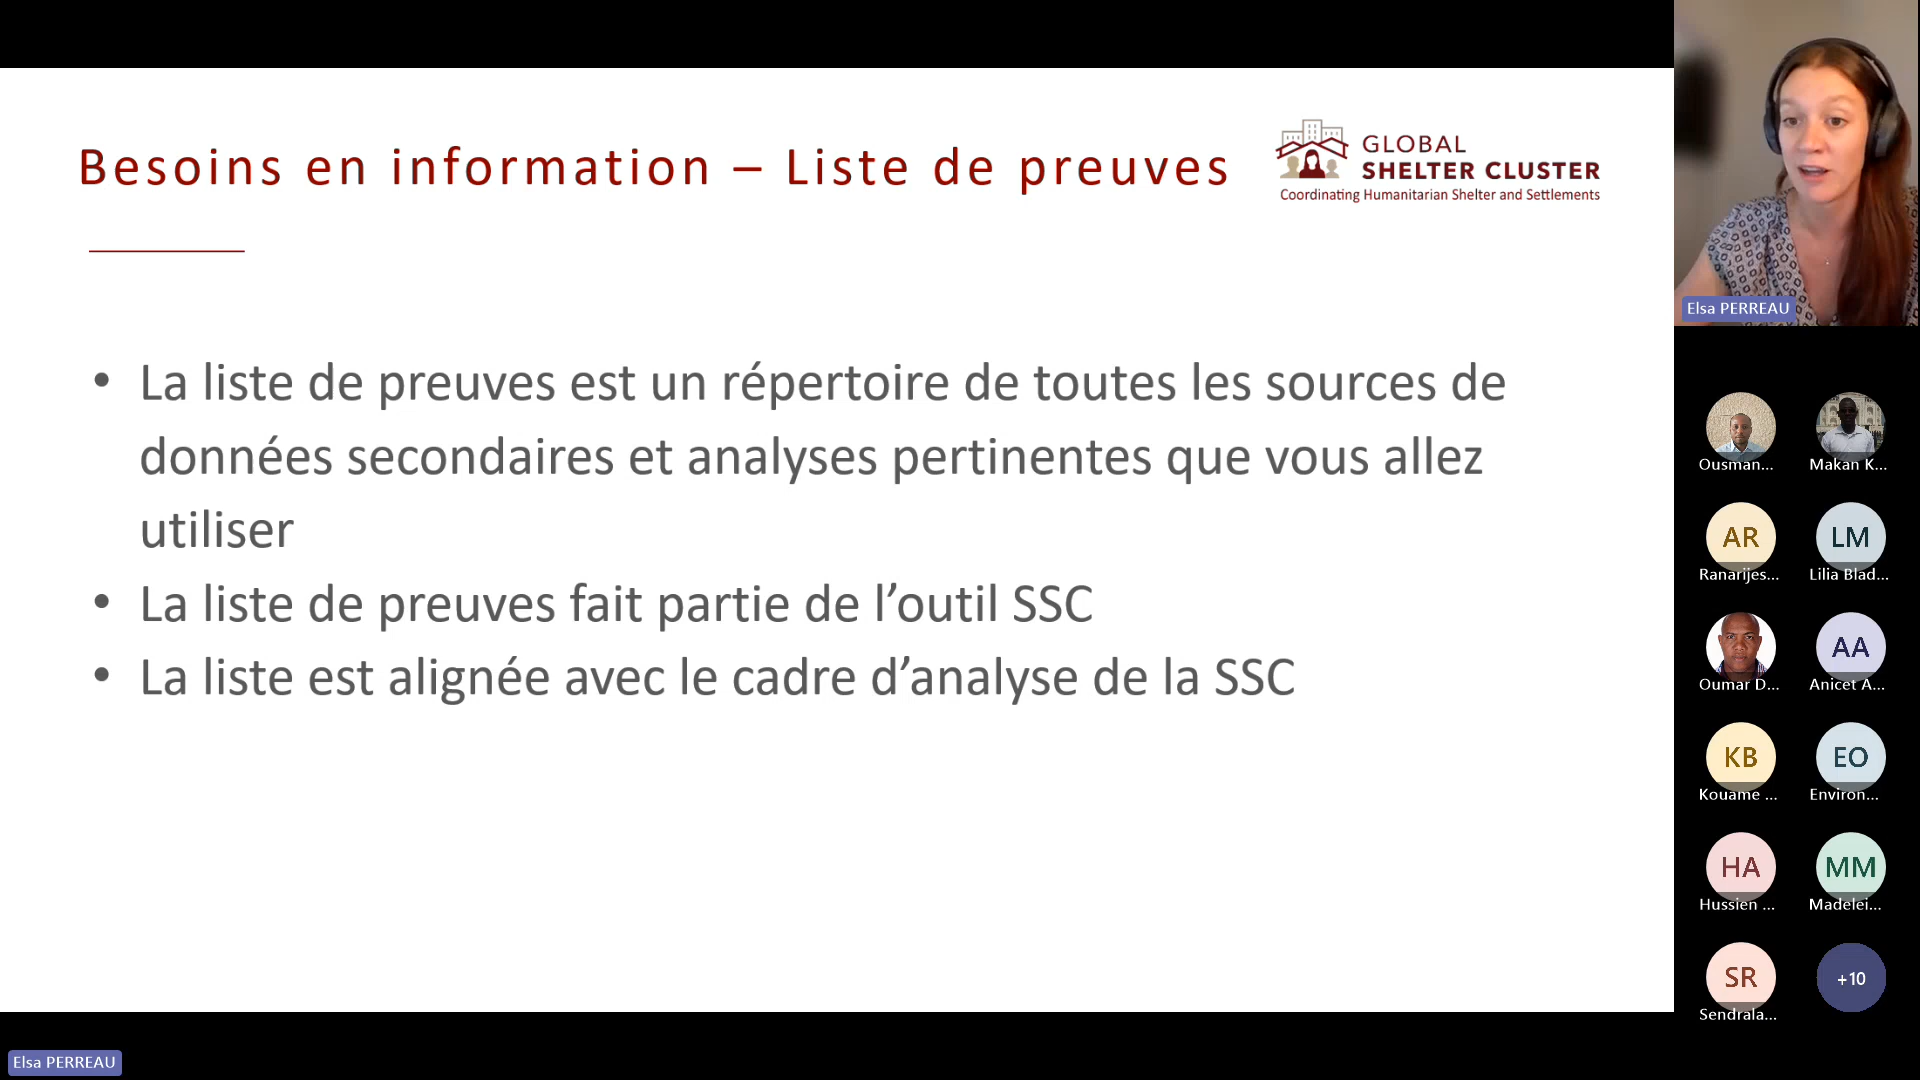 Besoins en information – Liste de preuves
GLOBAL
SHELTER CLUSTER
Coordinating Humanitarian Shelter and Settlements
• La liste de preuves est un répertoire de toutes les sources de
données secondaires et analyses pertinentes que vous allez
utiliser
• La liste de preuves fait partie de l’outil SSC
• La liste est alignée avec le cadre d’analyse de la SSC
Elsa PERREAU
Ousman...
Makan K...
AR
LM
Ranarijes...
Lilia Blad...
Oumar D...
AA
Anicet A...
KB
EO
Kouame ...
Environ...
HA
MM
Hussien ...
Madelei...
SR
+10
Sendrala...
Elsa PERREAU